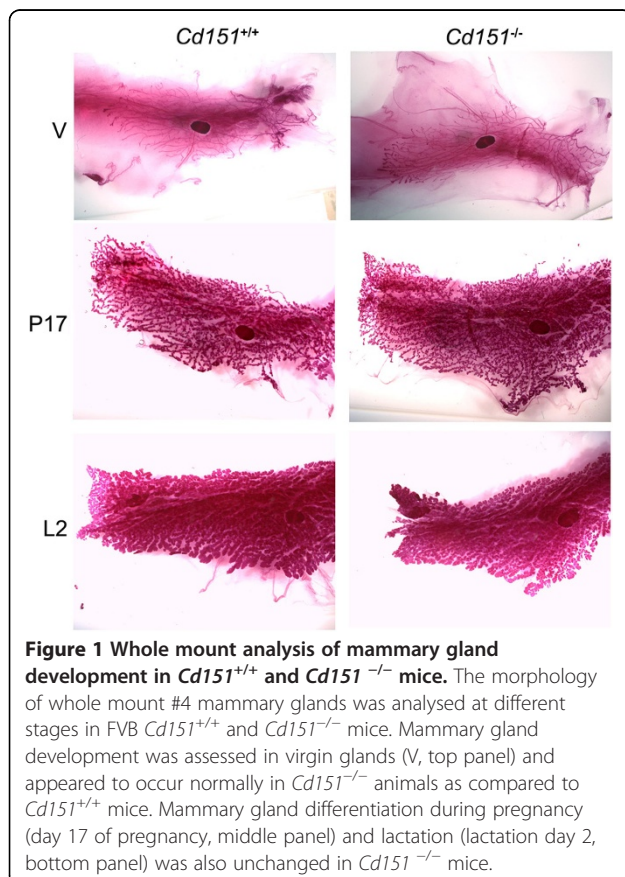 Cd151+/+ Cd151-/-
V
P17
L2
Figure 1 Whole mount analysis of mammary gland
development in Cd151+/+ and Cd151 −/− mice. The morphology
of whole mount #4 mammary glands was analysed at different
stages in FVB Cd151+/+ and Cd151−/− mice. Mammary gland
development was assessed in virgin glands (V, top panel) and
appeared to occur normally in Cd151−/− animals as compared to
Cd151+/+ mice. Mammary gland differentiation during pregnancy
(day 17 of pregnancy, middle panel) and lactation (lactation day 2,
bottom panel) was also unchanged in Cd151 −/− mice.